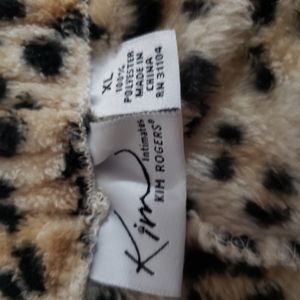 XL
100%
POLYESTER
MADE IN
CHINA
RN 31104
Kim
Intimates
KIM ROGERS®